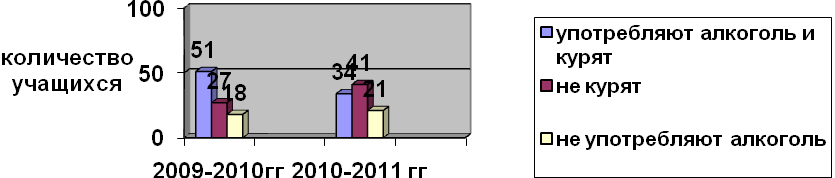 100
50
0
количество
учащихся
51
27
18
34
41
21
2009-2010гг 2010-2011 гг
употребляют алкоголь и
курят
не курят
не употребляют алкоголь